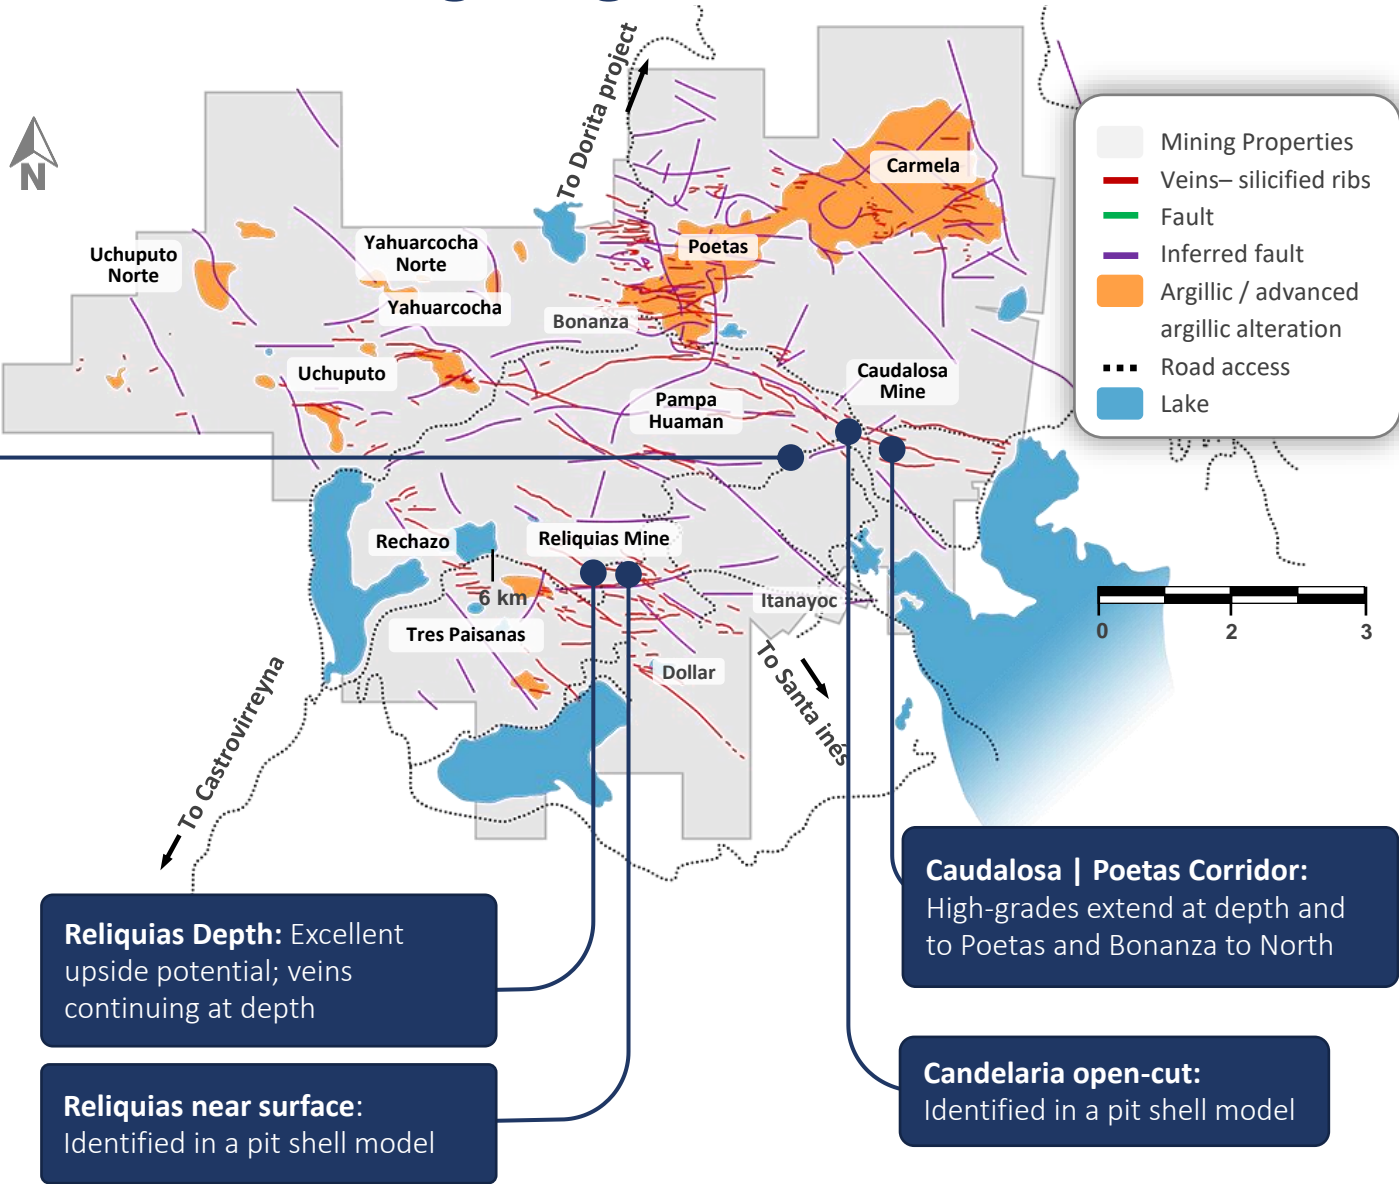 To Dorita project
Carmela
Poetas
Uchuputo
Norte
Yahuarcocha
Norte
Yahuarcocha
Bonanza
Uchuputo
Caudalosa
Mine
Pampa
Huaman
Rechazo
Reliquias Mine
6 km
Itanayoc
Tres Paisanas
Dollar
To Santa inés
To Castrovirreyna
N
Mining Properties
Veins– silicified ribs
Fault
Inferred fault
Argillic / advanced
argillic alteration
Road access
Lake
0 2 3
Reliquias Depth: Excellent
upside potential; veins
continuing at depth
Reliquias near surface:
Identified in a pit shell model
Caudalosa | Poetas Corridor:
High-grades extend at depth and
to Poetas and Bonanza to North
Candelaria open-cut:
Identified in a pit shell model